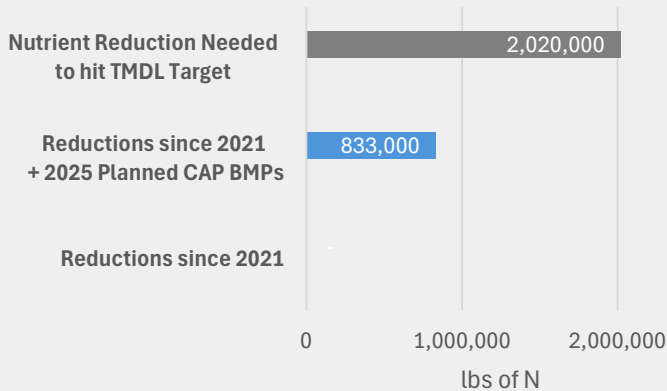 Nutrient Reduction Needed
to hit TMDL Target
2,020,000
Reductions since 2021
+ 2025 Planned CAP BMPs
833,000
Reductions since 2021
-
0
1,000,000
2,000,000
lbs of N